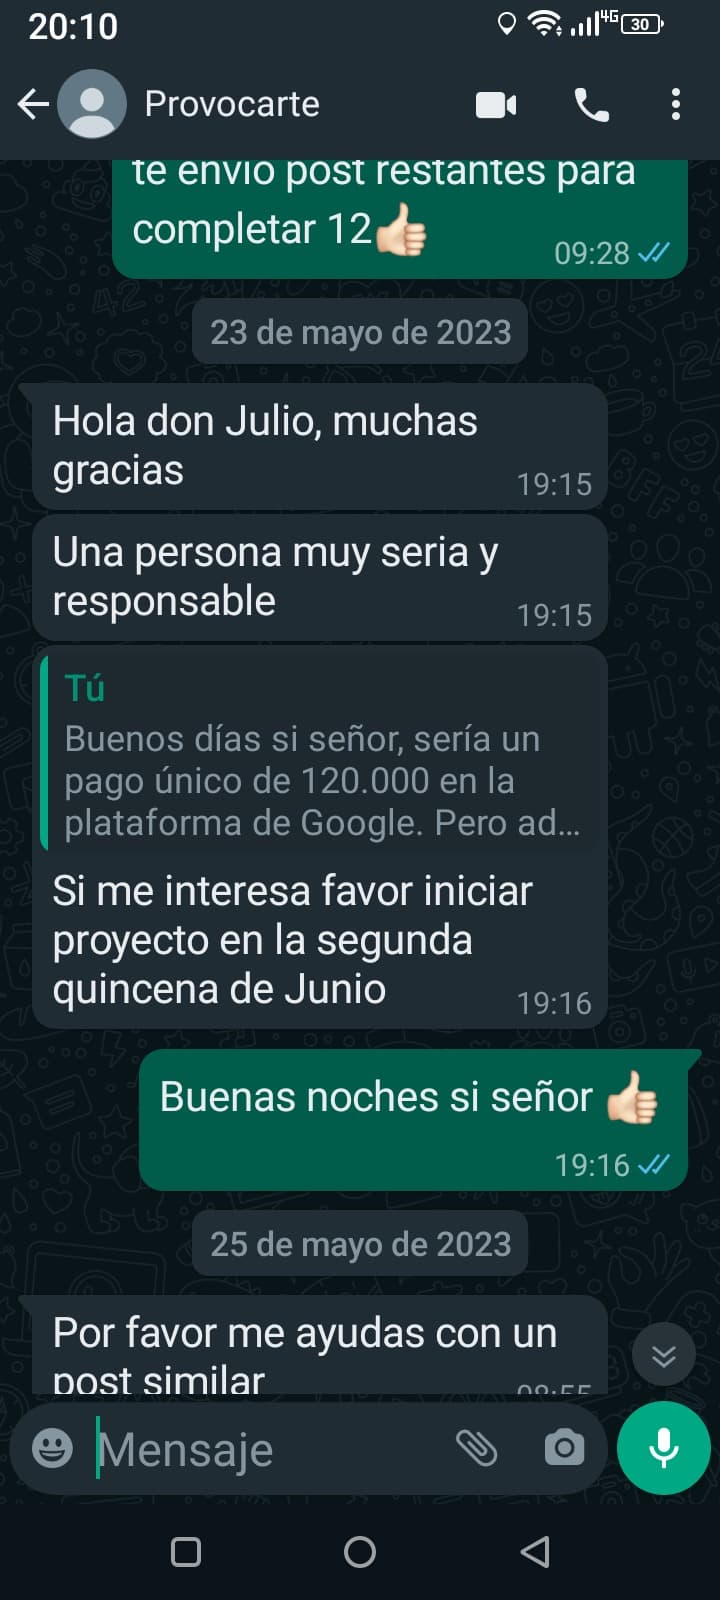 20:10
4G
30
Provocarte
te envío post restantes para
completar 12👍🏻
09:28
23 de mayo de 2023
Hola don Julio, muchas
gracias
19:15
Una persona muy seria y
responsable
19:15
Tú
Buenos días si señor, sería un
pago único de 120.000 en la
plataforma de Google. Pero ad...
Si me interesa favor iniciar
proyecto en la segunda
quincena de Junio
19:16
Buenas noches si señor 👍🏻
19:16
25 de mayo de 2023
Por favor me ayudas con un
post similar
Mensaje